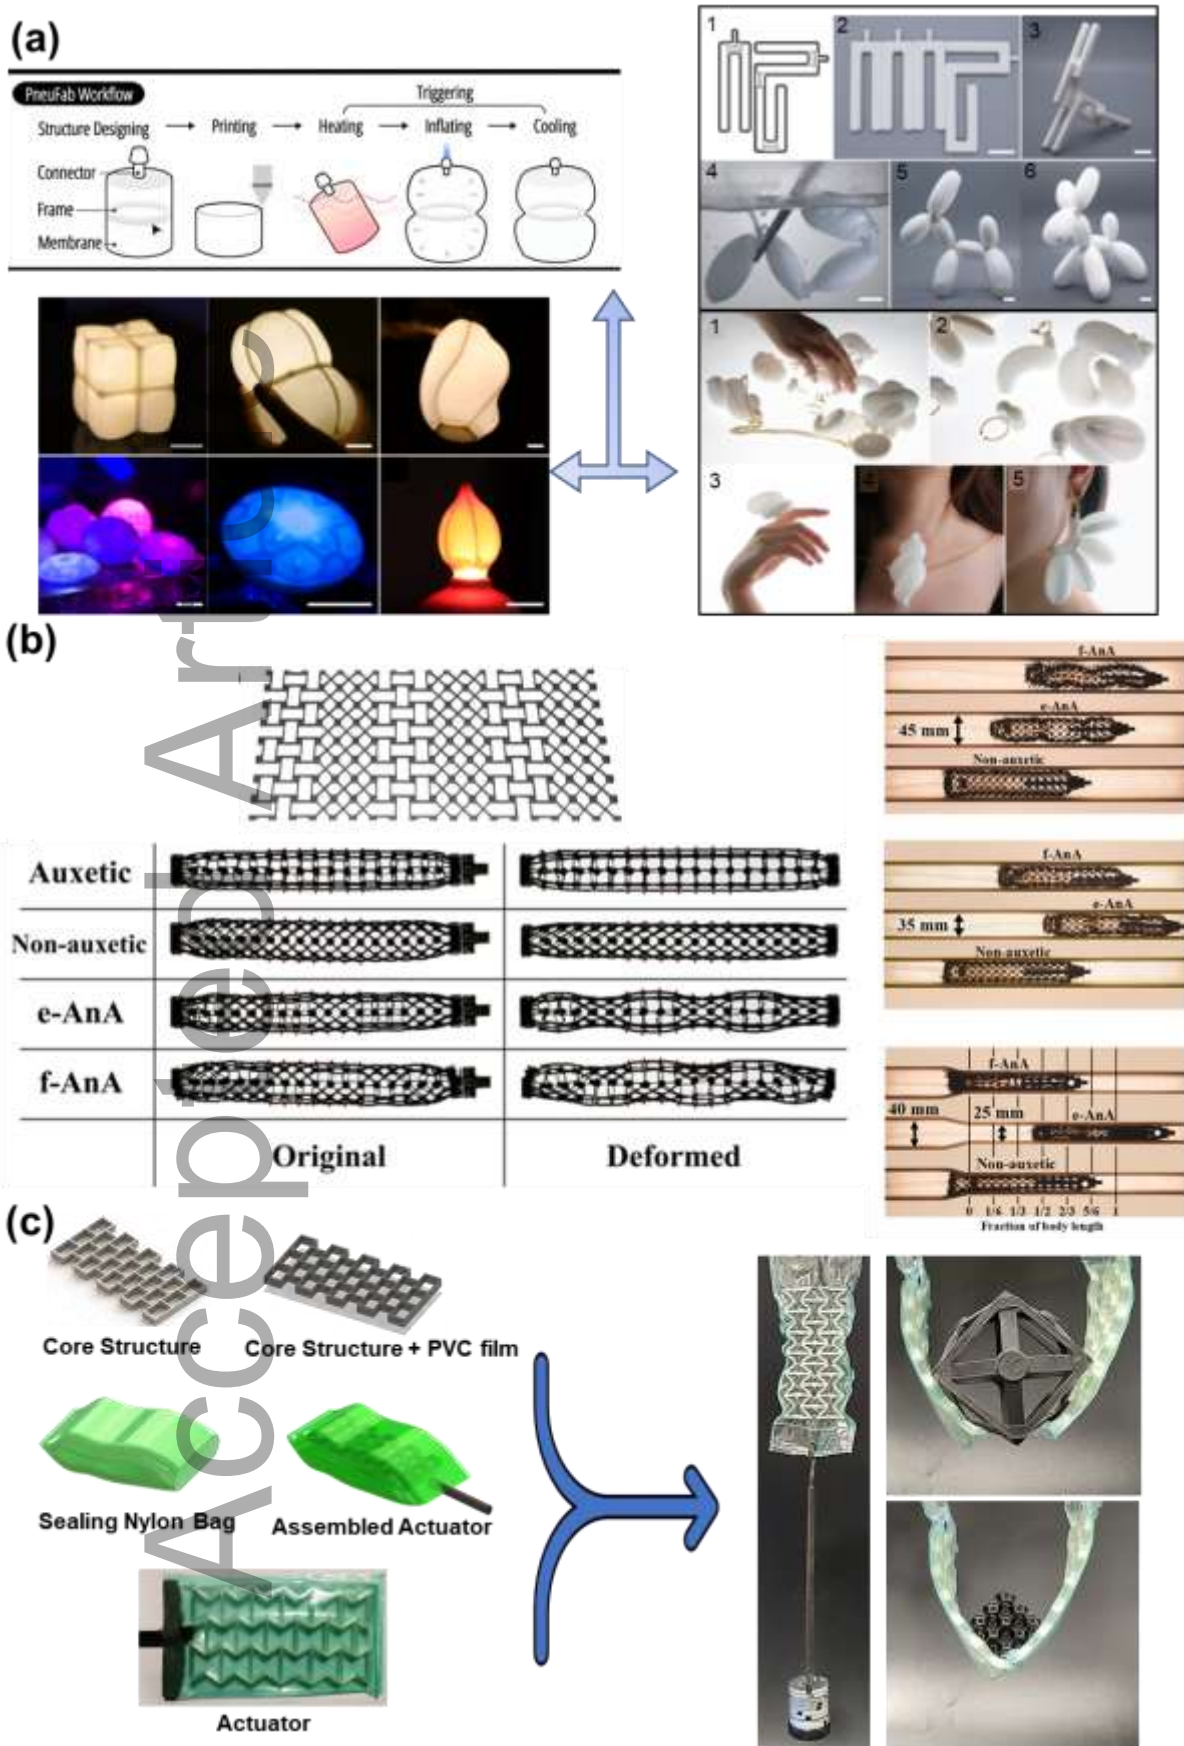 (a)
PneuFab Workflow
Triggering
Structure Designing
Printing
Heating
Inflating
Cooling
Connector
Frame
Membrane
1
2
3
4
5
6
1
2
3
4
5
(b)
f-AnA
e-AnA
45 mm
Non-auxetic
f-AnA
e-AnA
35 mm
Non-auxetic
Auxetic
Non-auxetic
e-AnA
f-AnA
Original
Deformed
f-AnA
40 mm
25 mm
e-AnA
Non-auxetic
0 1/6 1/3 1/2 2/3 5/6 1
Fraction of body length
(c)
Core Structure
Core Structure + PVC film
Sealing Nylon Bag
Assembled Actuator
Actuator
Accepted Artic